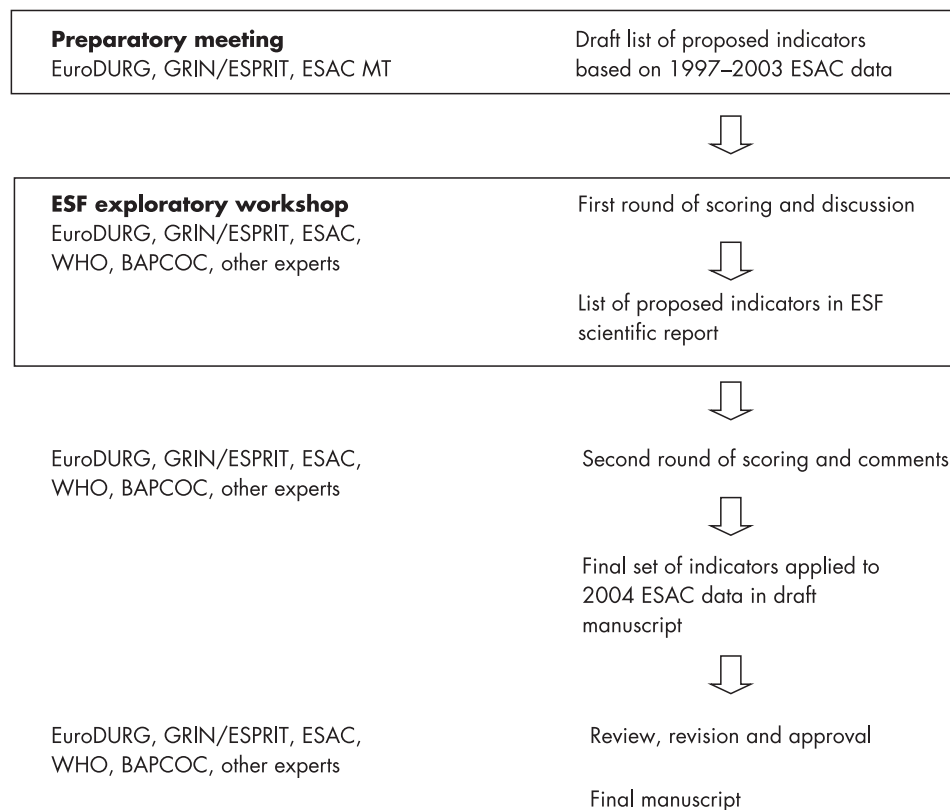 Preparatory meeting
EuroDURG, GRIN/ESPRIT, ESAC MT
Draft list of proposed indicators
based on 1997–2003 ESAC data
ESF exploratory workshop
EuroDURG, GRIN/ESPRIT, ESAC,
WHO, BAPCOC, other experts
First round of scoring and discussion
List of proposed indicators in ESF
scientific report
EuroDURG, GRIN/ESPRIT, ESAC,
WHO, BAPCOC, other experts
Second round of scoring and comments
Final set of indicators applied to
2004 ESAC data in draft
manuscript
EuroDURG, GRIN/ESPRIT, ESAC,
WHO, BAPCOC, other experts
Review, revision and approval
Final manuscript